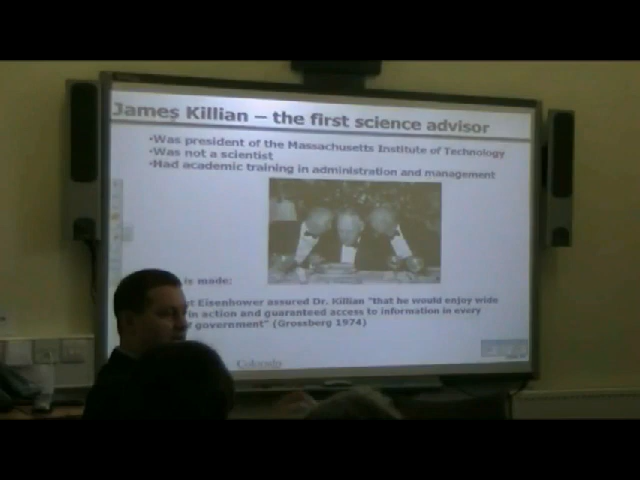 James Killian – the first science advisor
•Was president of the Massachusetts Institute of Technology
•Was not a scientist
•Had academic training in administration and management
is made:
Eisenhower assured Dr. Killian "that he would enjoy wide
in action and guaranteed access to information in every
government" (Grossberg 1974)
Colorado